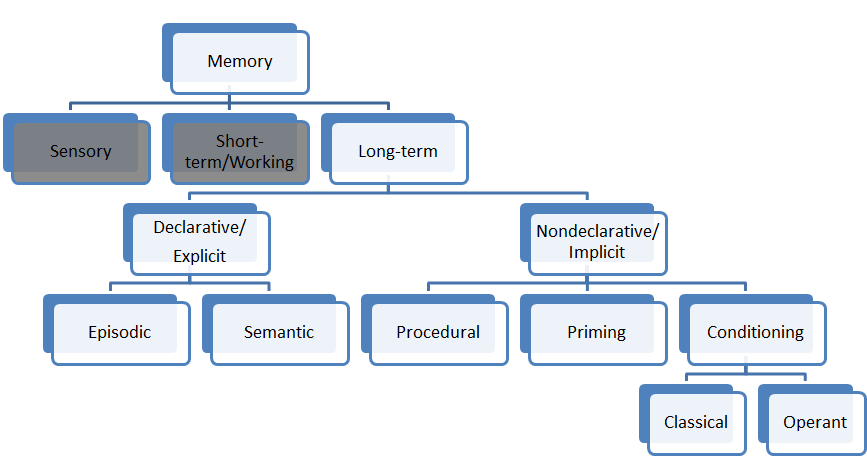 Memory
Sensory
Short-
term/Working
Long-term
Declarative/
Explicit
Nondeclarative/
Implicit
Episodic
Semantic
Procedural
Priming
Conditioning
Classical
Operant